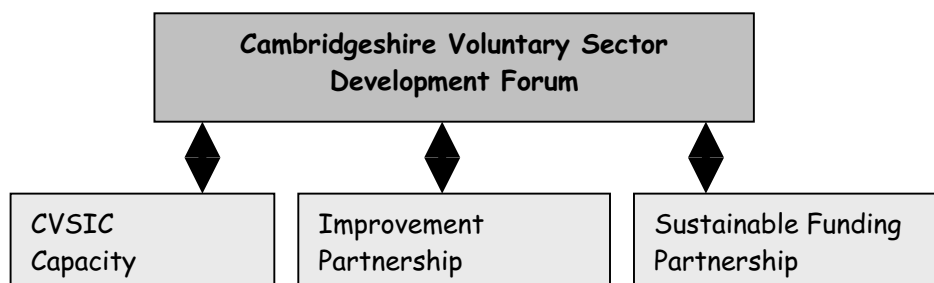 Cambridgeshire Voluntary Sector
Development Forum
CVSIC
Capacity
Improvement
Partnership
Sustainable Funding
Partnership